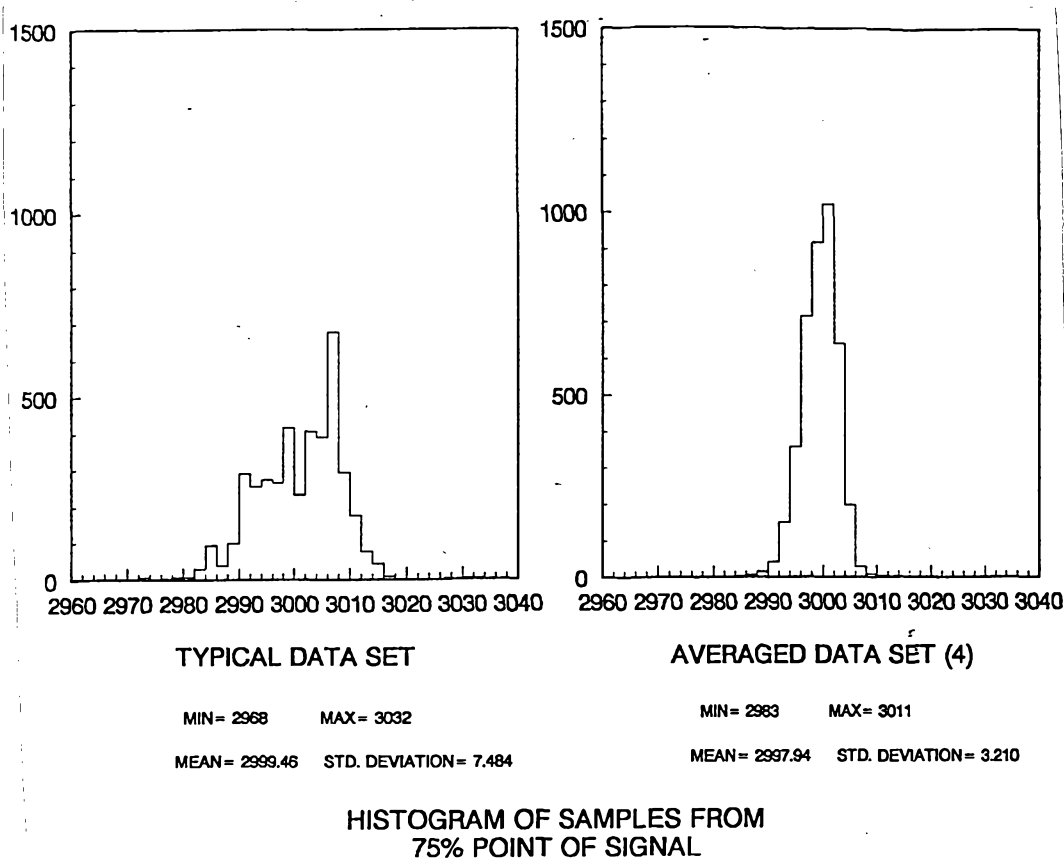 1500
1000
500
0
2960 2970 2980 2990 3000 3010 3020 3030 3040
TYPICAL DATA SET
MIN= 2968 MAX= 3032
MEAN= 2999.46 STD. DEVIATION= 7.484
1500
1000
500
0
2960 2970 2980 2990 3000 3010 3020 3030 3040
AVERAGED DATA SET (4)
MIN= 2983 MAX= 3011
MEAN= 2997.94 STD. DEVIATION= 3.210
HISTOGRAM OF SAMPLES FROM
75% POINT OF SIGNAL